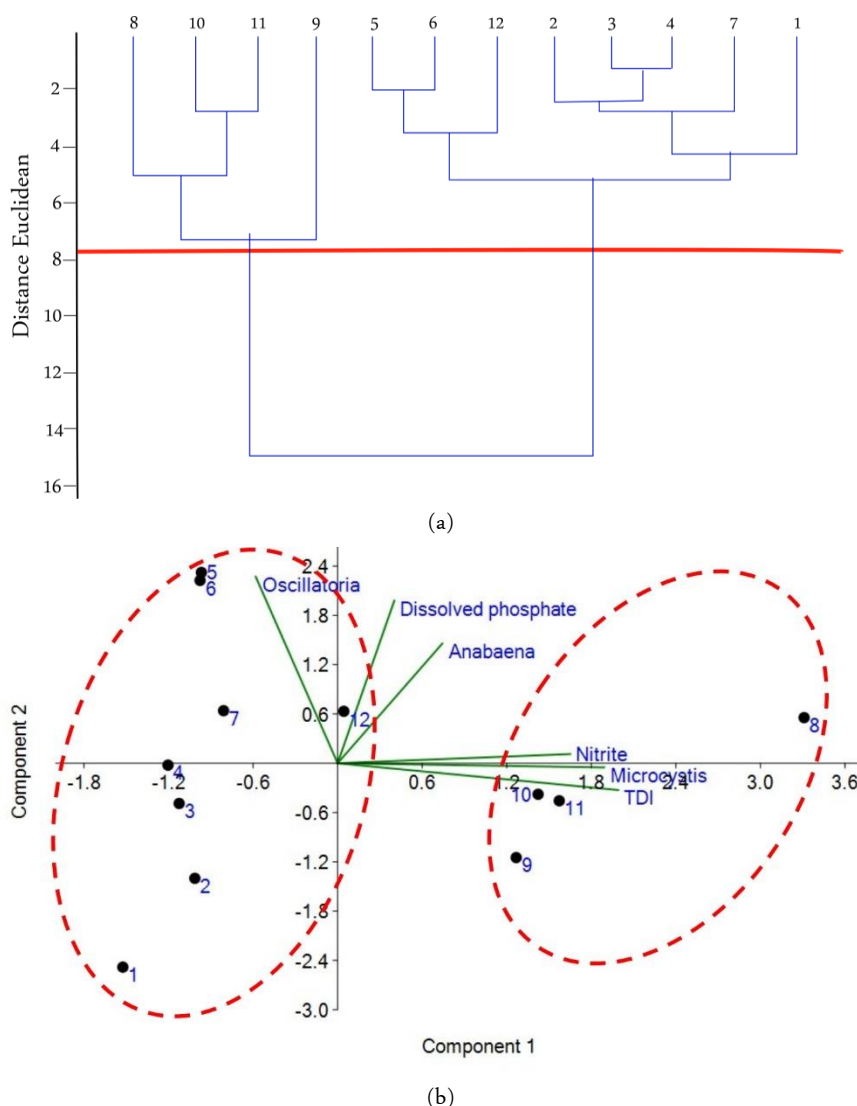 8 10 11 9 5 6 12 2 3 4 7 1
2
4
6
8
10
12
14
16
Distance Euclidean
(a)
2.4
1.8
1.2
0.6
-0.6
-1.2
-1.8
-2.4
-3.0
-1.8 -1.2 -0.6 0.6 1.2 1.8 2.4 3.0 3.6
Component 2
Component 1
5
6
Oscillatoria
Dissolved phosphate
Anabaena
7
12
8
Nitrite
Microcystis
TDI
4
3
10
11
9
2
1
(b)